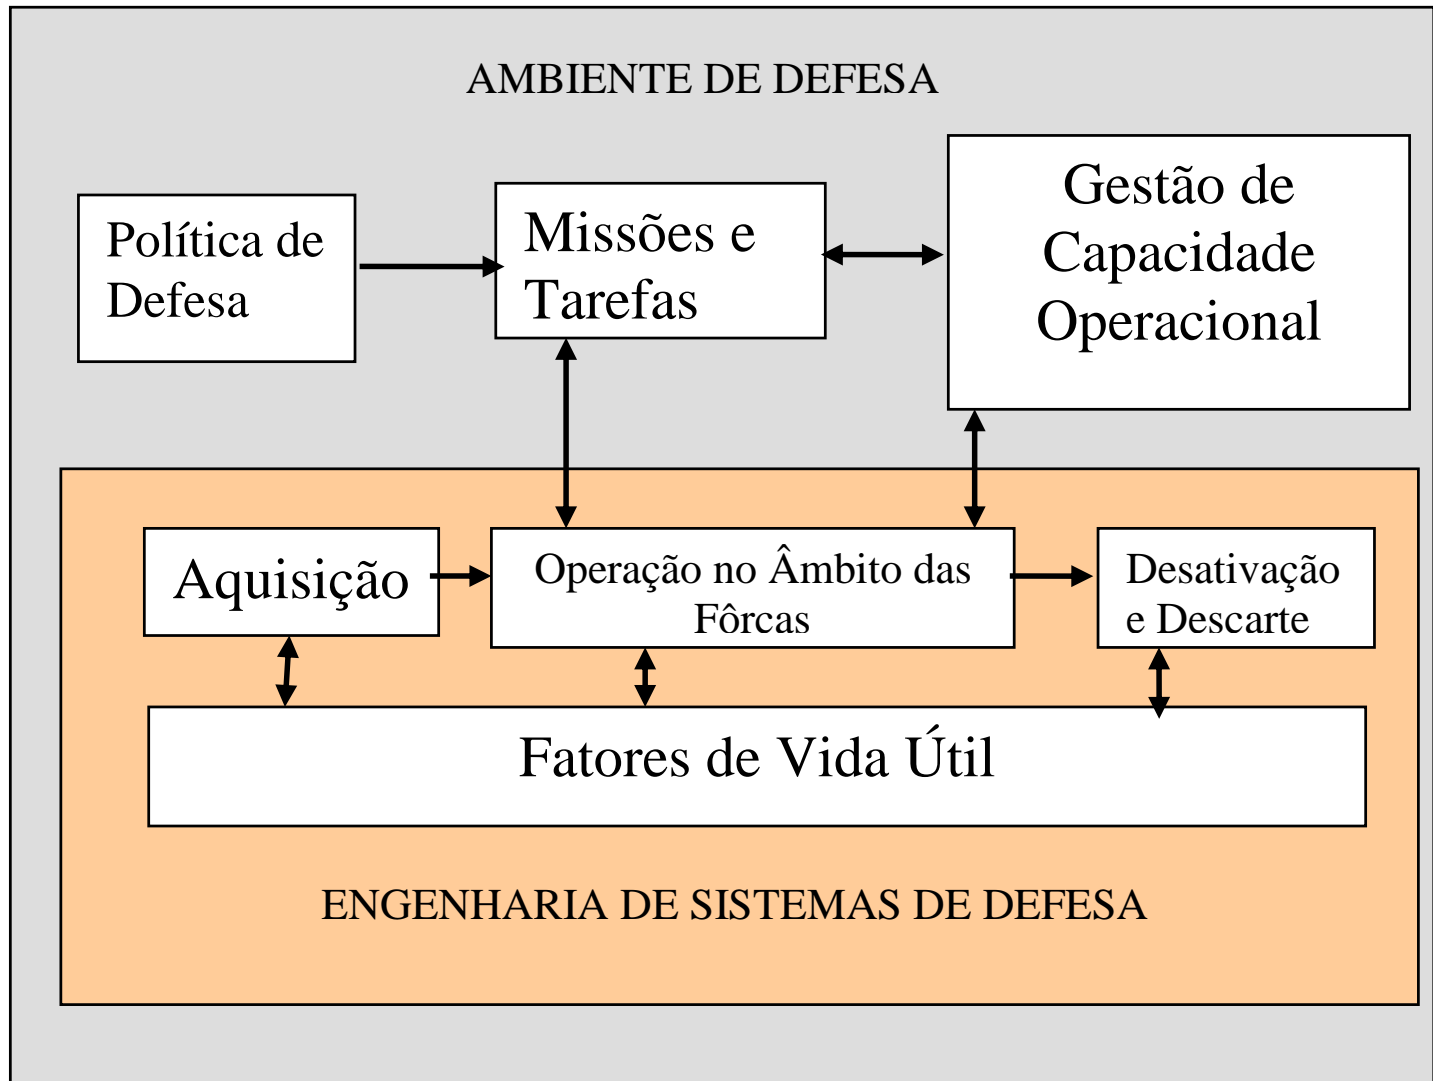 AMBIENTE DE DEFESA
Política de
Defesa
Missões e
Tarefas
Gestão de
Capacidade
Operacional
Aquisição
Operação no Âmbito das
Fôrcas
Desativação
e Descarte
Fatores de Vida Útil
ENGENHARIA DE SISTEMAS DE DEFESA